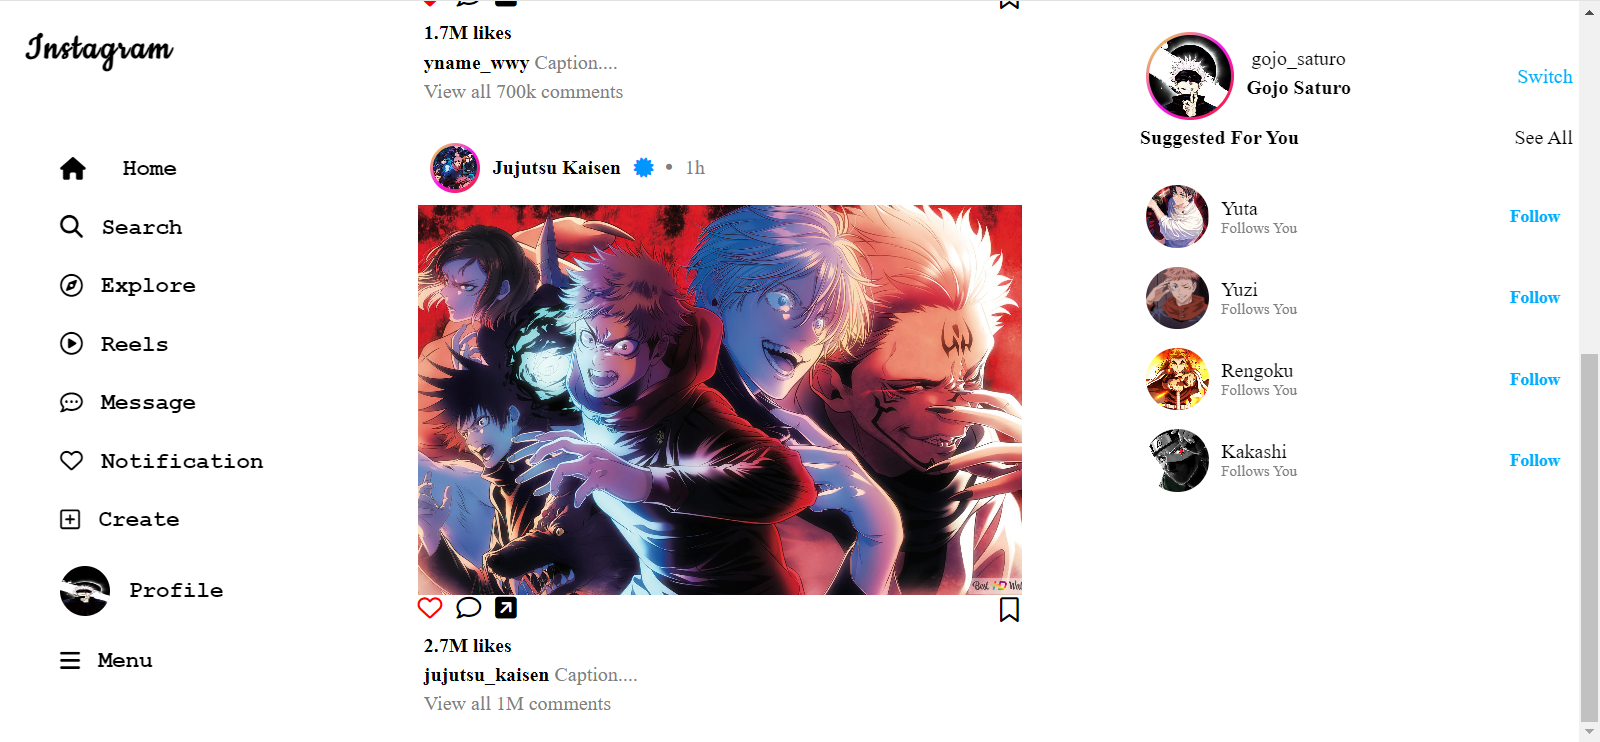 Instagram
Home
Search
Explore
Reels
Message
Notification
Create
Profile
Menu
1.7M likes
yname_wwy Caption....
View all 700k comments
Jujutsu Kaisen • 1h
2.7M likes
jujutsu_kaisen Caption....
View all 1M comments
gojo_saturo
Gojo Saturo
Switch
Suggested For You See All
Yuta
Follows You
Follow
Yuzi
Follows You
Follow
Rengoku
Follows You
Follow
Kakashi
Follows You
Follow